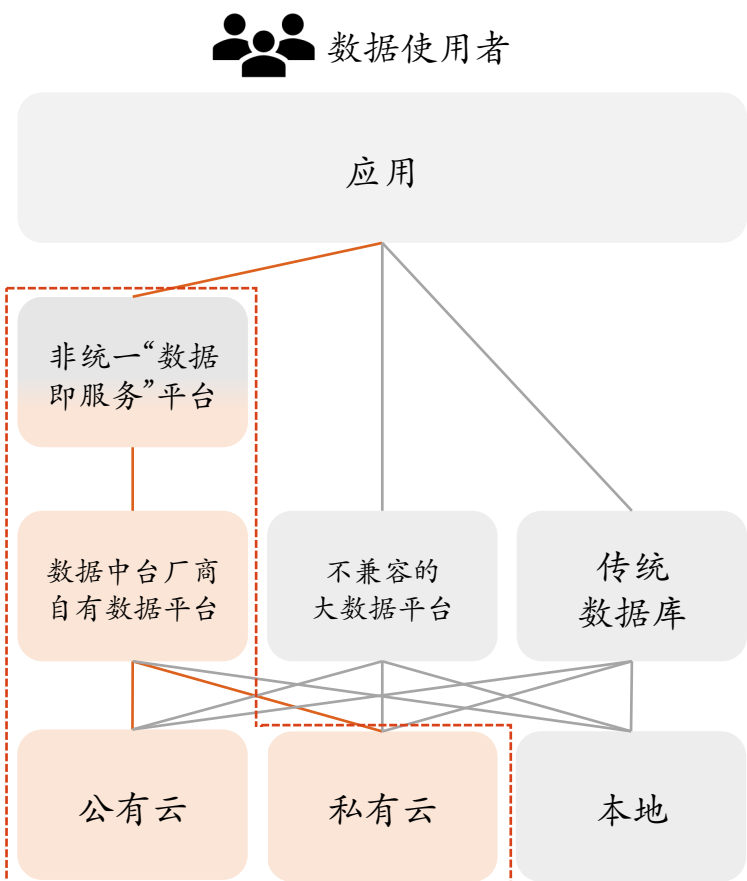 数据使用者
应用
非统一“数据
即服务”平台
数据中台厂商
自有数据平台
不兼容的
大数据平台
传统
数据库
公有云
私有云
本地